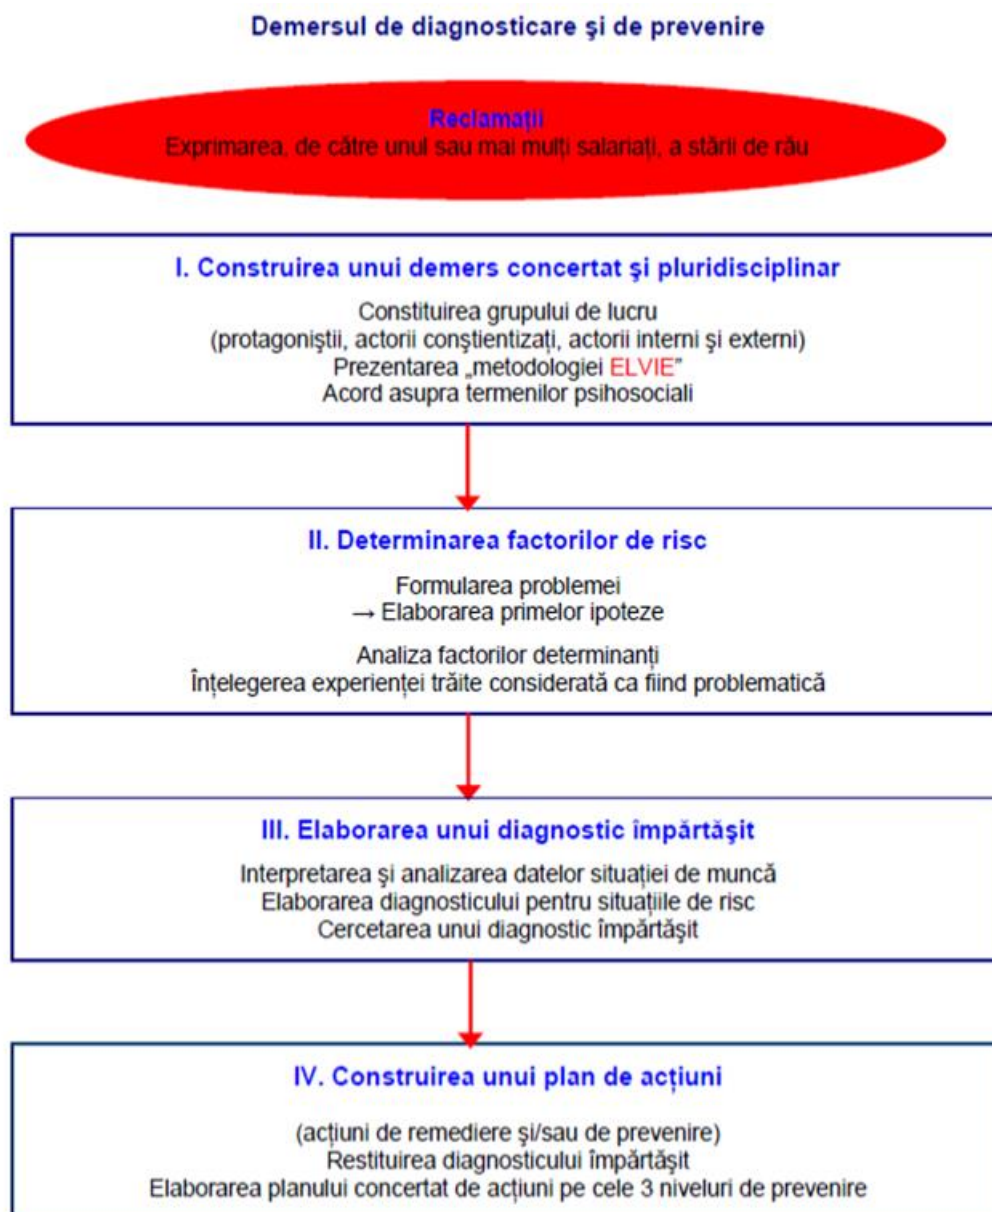 Demersul de diagnosticare şi de prevenire
Reclamaţii
Exprimarea, de către unul sau mai mulţi salariaţi, a stării de rău
I. Construirea unui demers concertat şi pluridisciplinar
Constituirea grupului de lucru
(protagoniştii, actorii conştientizaţi, actorii interni şi externi)
Prezentarea „metodologiei ELVIE”
Acord asupra termenilor psihosociali
II. Determinarea factorilor de risc
Formularea problemei
→ Elaborarea primelor ipoteze
Analiza factorilor determinanţi
Înţelegerea experienţei trăite considerată ca fiind problematică
III. Elaborarea unui diagnostic împărtăşit
Interpretarea şi analizarea datelor situaţiei de muncă
Elaborarea diagnosticului pentru situaţiile de risc
Cercetarea unui diagnostic împărtăşit
IV. Construirea unui plan de acţiuni
(acţiuni de remediere şi/sau de prevenire)
Restituirea diagnosticului împărtăşit
Elaborarea planului concertat de acţiuni pe cele 3 niveluri de prevenire